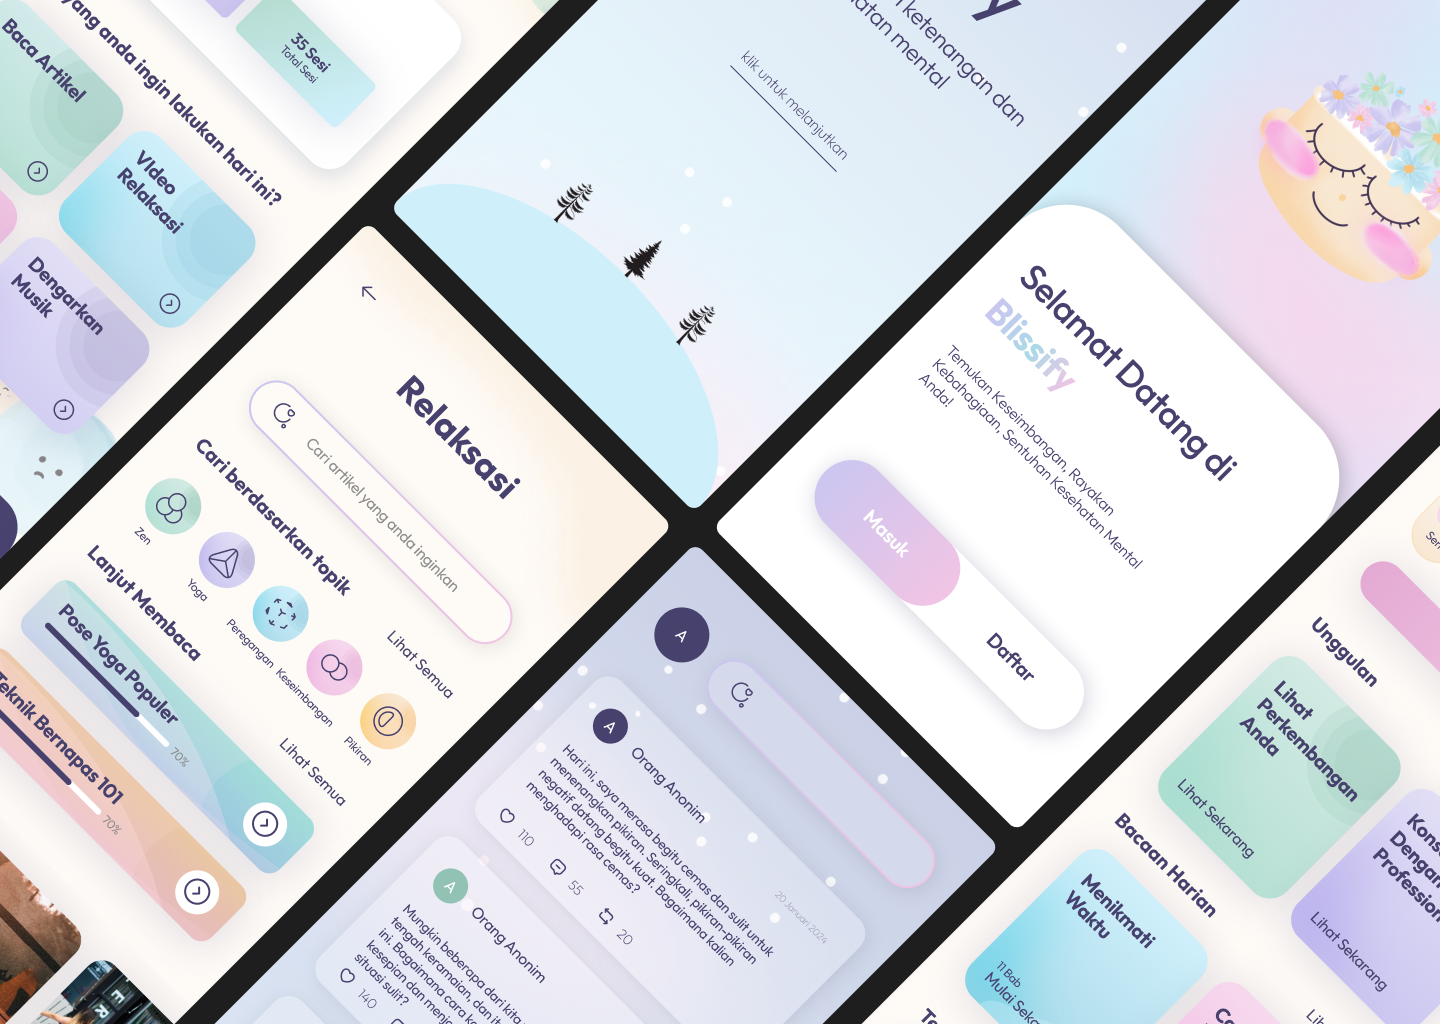 yang anda ingin lakukan hari ini?
35 Sesi
Total Sesi
Baca Artikel
VIdeo
Relaksasi
Dengarkan
Musik
ketenangan dan
mental
klik untuk melanjutkan
Selamat Datang di
Blissify
Temukan Keseimbangan, Rayakan
Kebahagiaan, Sentuhan Kesehatan Mental
Anda!
Masuk
Daftar
Relaksasi
Cari artikel yang anda inginkan
Cari berdasarkan topik
Lihat Semua
Zen
Yoga
Peregangan
Keseimbangan
Pikiran
Lanjut Membaca
Lihat Semua
Pose Yoga Populer
70%
Teknik Bernapas 101
70%
A
A
Orang Anonim
20 Januari 2024
Hari ini, saya merasa begitu cemas dan sulit untuk
menenangkan pikiran. Seringkali, pikiran-pikiran
negatif datang begitu kuat. Bagaimana kalian
menghadapi rasa cemas?
110
55
20
A
Orang Anonim
Mungkin beberapa dari kita
tengah keramaian, dan
ini. Bagaimana cara
kesepian dan
situasi sulit?
140
Unggulan
Lihat
Perkembangan
Anda
Lihat Sekarang
Dengan
Lihat Sekarang
Bacaan Harian
Menikmati
Waktu
11 Bab
Mulai